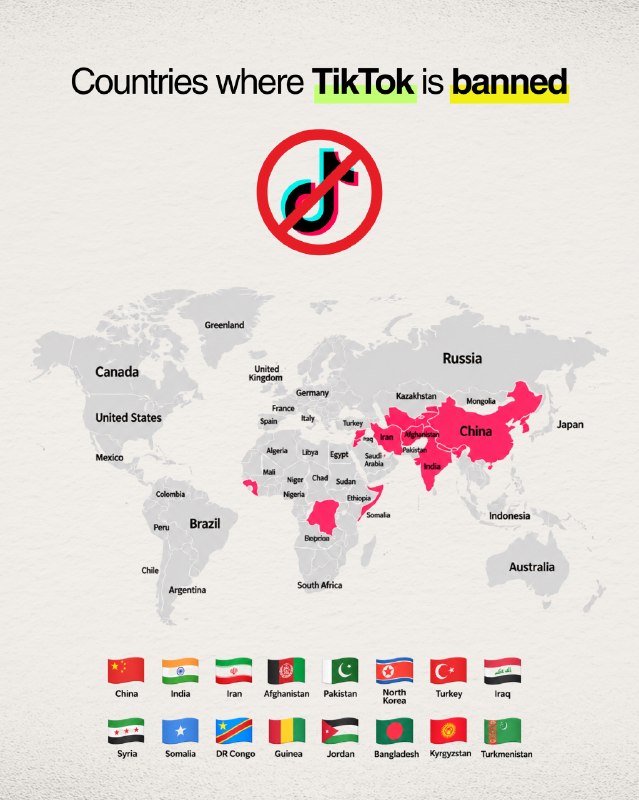 Countries where TikTok is banned
Greenland
Canada
United Kingdom
Russia
Germany
United States
France
Kazakhstan
Mongolia
Spain
Italy
Turkey
Japan
Iraq
Iran
Afghanistan
China
Mexico
Algeria
Libya
Egypt
Saudi Arabia
Pakistan
India
Mali
Niger
Chad
Sudan
Colombia
Nigeria
Ethiopia
Somalia
Indonesia
Peru
Brazil
Chile
Argentina
South Africa
Australia
China India Iran Afghanistan Pakistan North Korea Turkey Iraq
Syria Somalia DR Congo Guinea Jordan Bangladesh Kyrgyzstan Turkmenistan